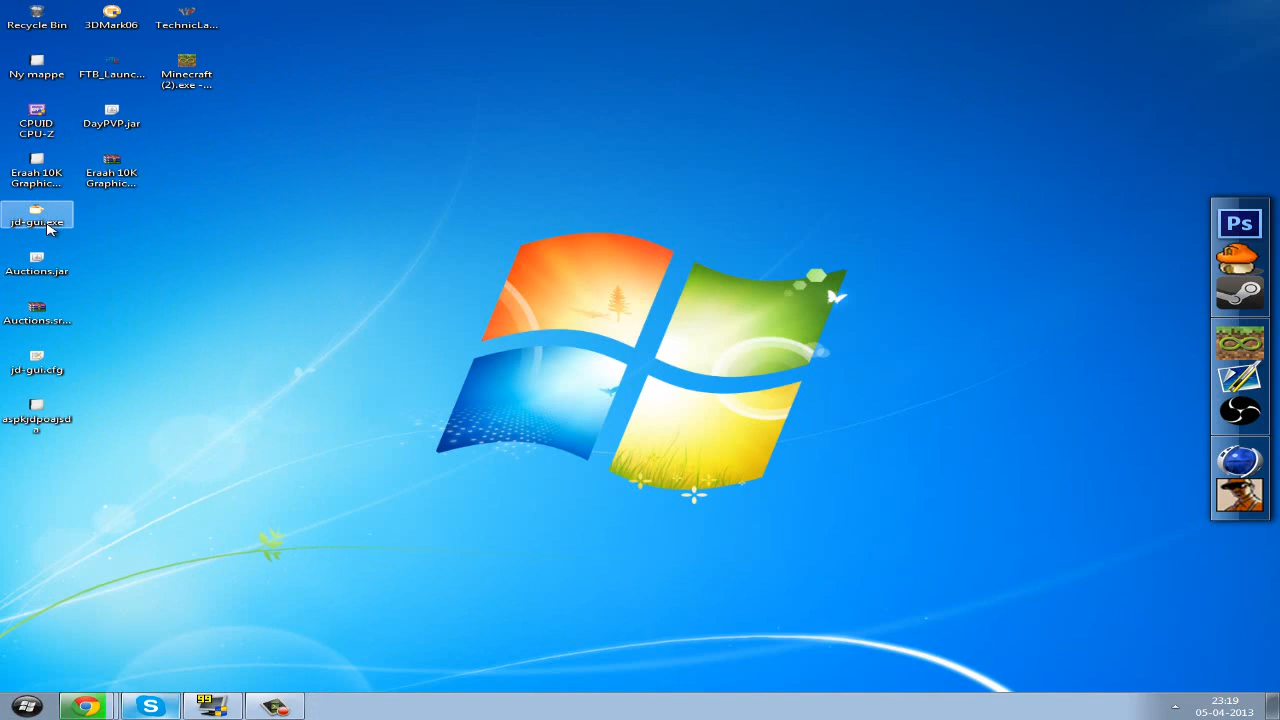 Recycle Bin
3DMark06
TechnicLa...
Ny mappe
FTB_Launc...
Minecraft
(2).exe -...
CPUID
CPU-Z
DayPVP.jar
Eraah 10K
Graphic...
Eraah 10K
Graphic...
jd-gui.exe
Auctions.jar
Auctions.sr...
jd-gui.cfg
aspkjdpoajsd
a
Ps
S
99
23:19
05-04-2013